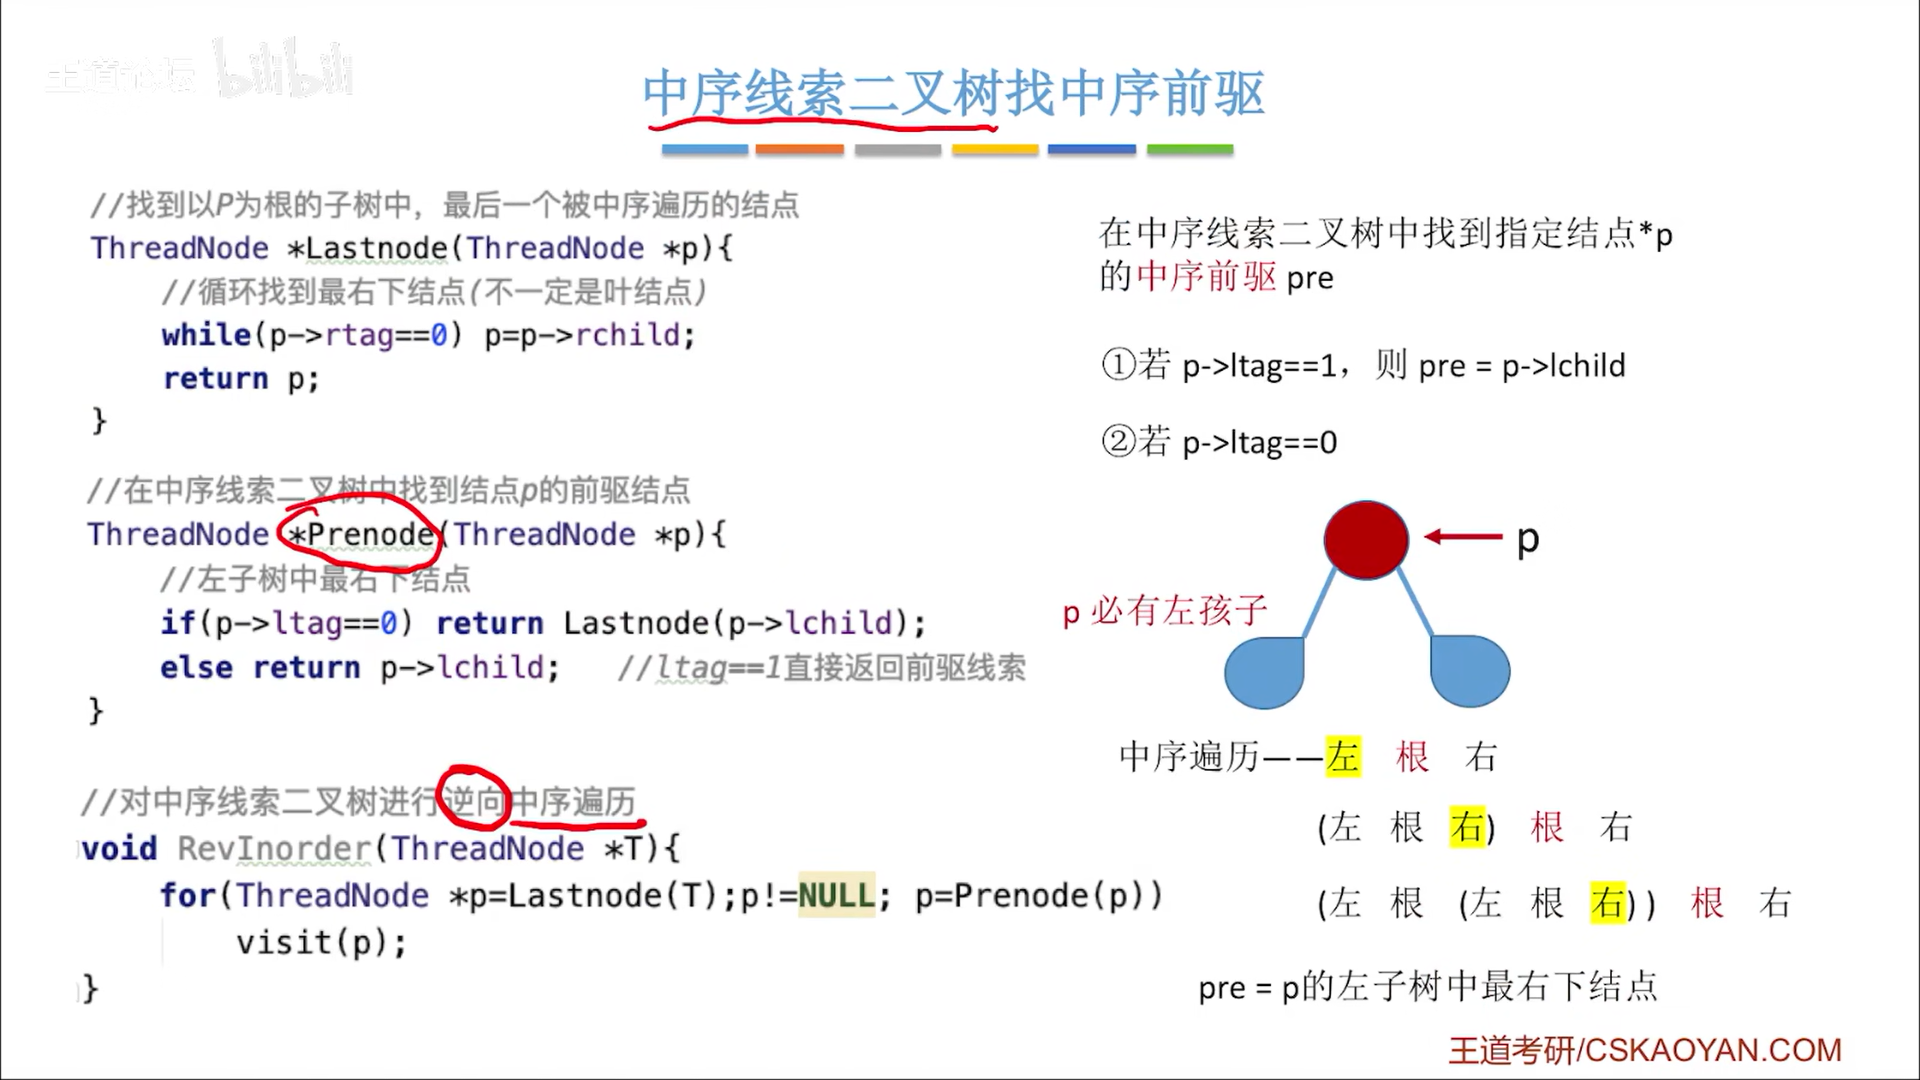 王道论坛 bilibili
中序线索二叉树找中序前驱
//找到以P为根的子树中，最后一个被中序遍历的结点
ThreadNode *Lastnode(ThreadNode *p){
//循环找到最右下结点(不一定是叶结点)
while(p->rtag==0) p=p->rchild;
return p;
}
//在中序线索二叉树中找到结点p的前驱结点
ThreadNode *Prenode(ThreadNode *p){
//左子树中最右下结点
if(p->ltag==0) return Lastnode(p->lchild);
else return p->lchild; //ltag==1直接返回前驱线索
}
//对中序线索二叉树进行逆向中序遍历
void RevInorder(ThreadNode *T){
for(ThreadNode *p=Lastnode(T);p!=NULL; p=Prenode(p))
visit(p);
}
在中序线索二叉树中找到指定结点*p
的中序前驱 pre
①若 p->ltag==1，则 pre = p->lchild
②若 p->ltag==0
p
p 必有左孩子
中序遍历——左 根 右
(左 根 右) 根 右
(左 根 (左 根 右)) 根 右
pre = p的左子树中最右下结点
王道考研/CSKAOYAN.COM